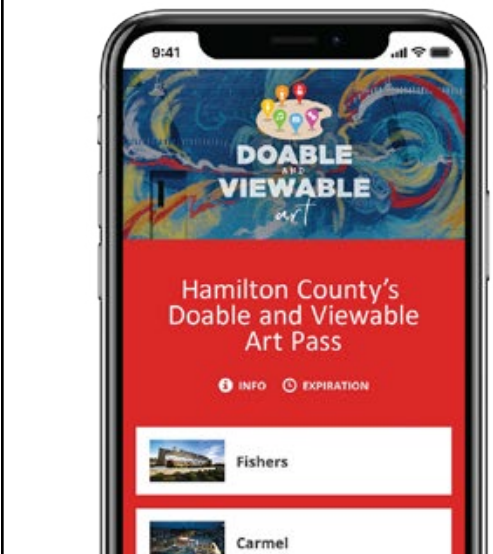 9:41
DOABLE
AND
VIEWABLE
art
Hamilton County's
Doable and Viewable
Art Pass
INFO EXPIRATION
Fishers
Carmel